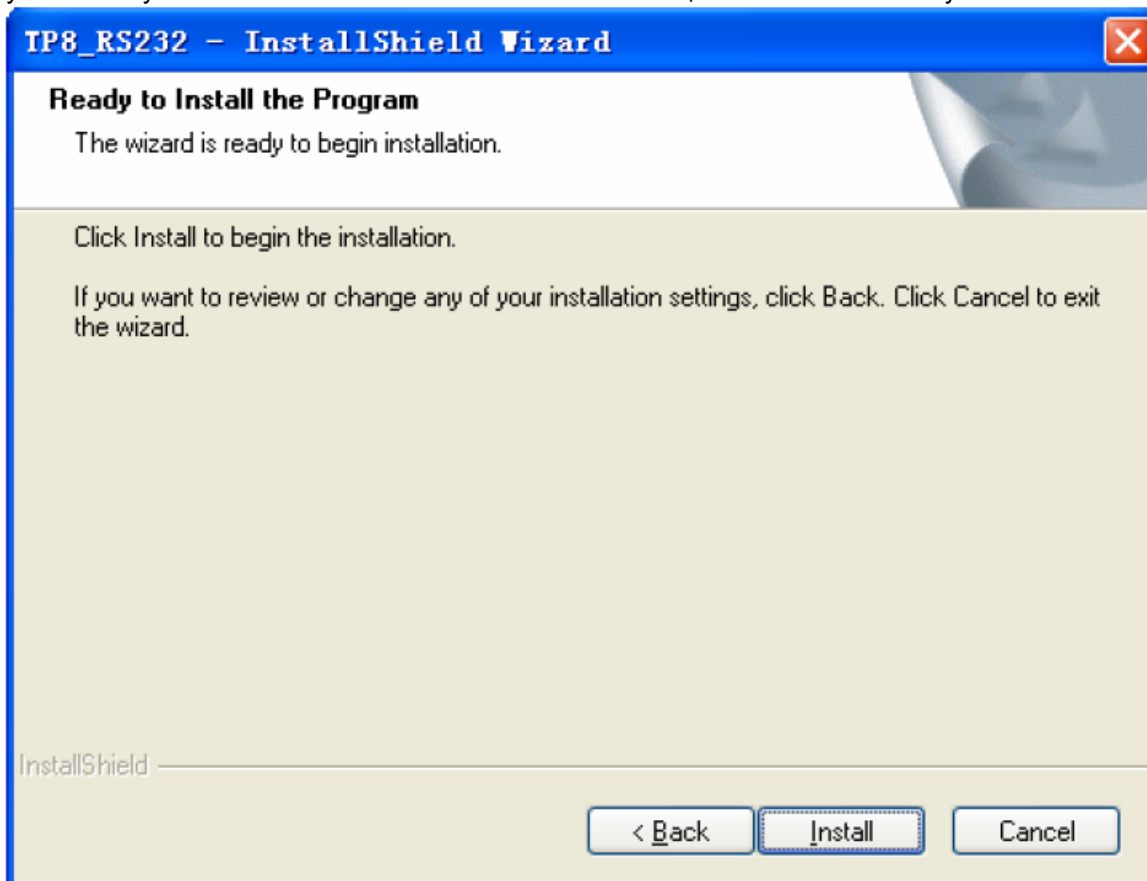 TP8_RS232 - InstallShield Wizard
Ready to Install the Program
The wizard is ready to begin installation.
Click Install to begin the installation.
If you want to review or change any of your installation settings, click Back. Click Cancel to exit
the wizard.
InstallShield
< Back
Install
Cancel